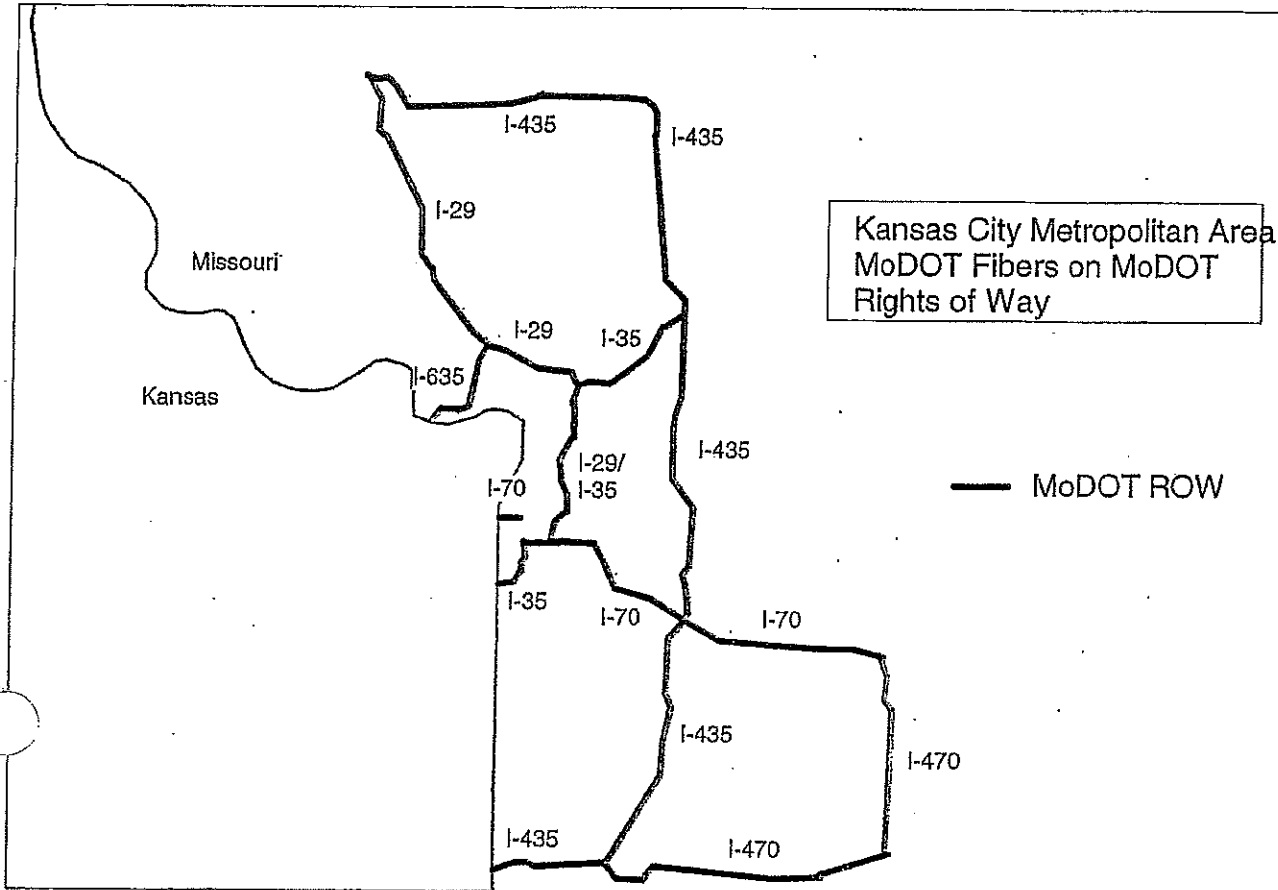 I-435
I-435
I-29
Kansas City Metropolitan Area
MoDOT Fibers on MoDOT
Rights of Way
Missouri
I-29
I-35
I-635
Kansas
I-435
I-29/
I-35
I-70
MoDOT ROW
I-35
I-70
I-70
I-435
I-470
I-435
I-470